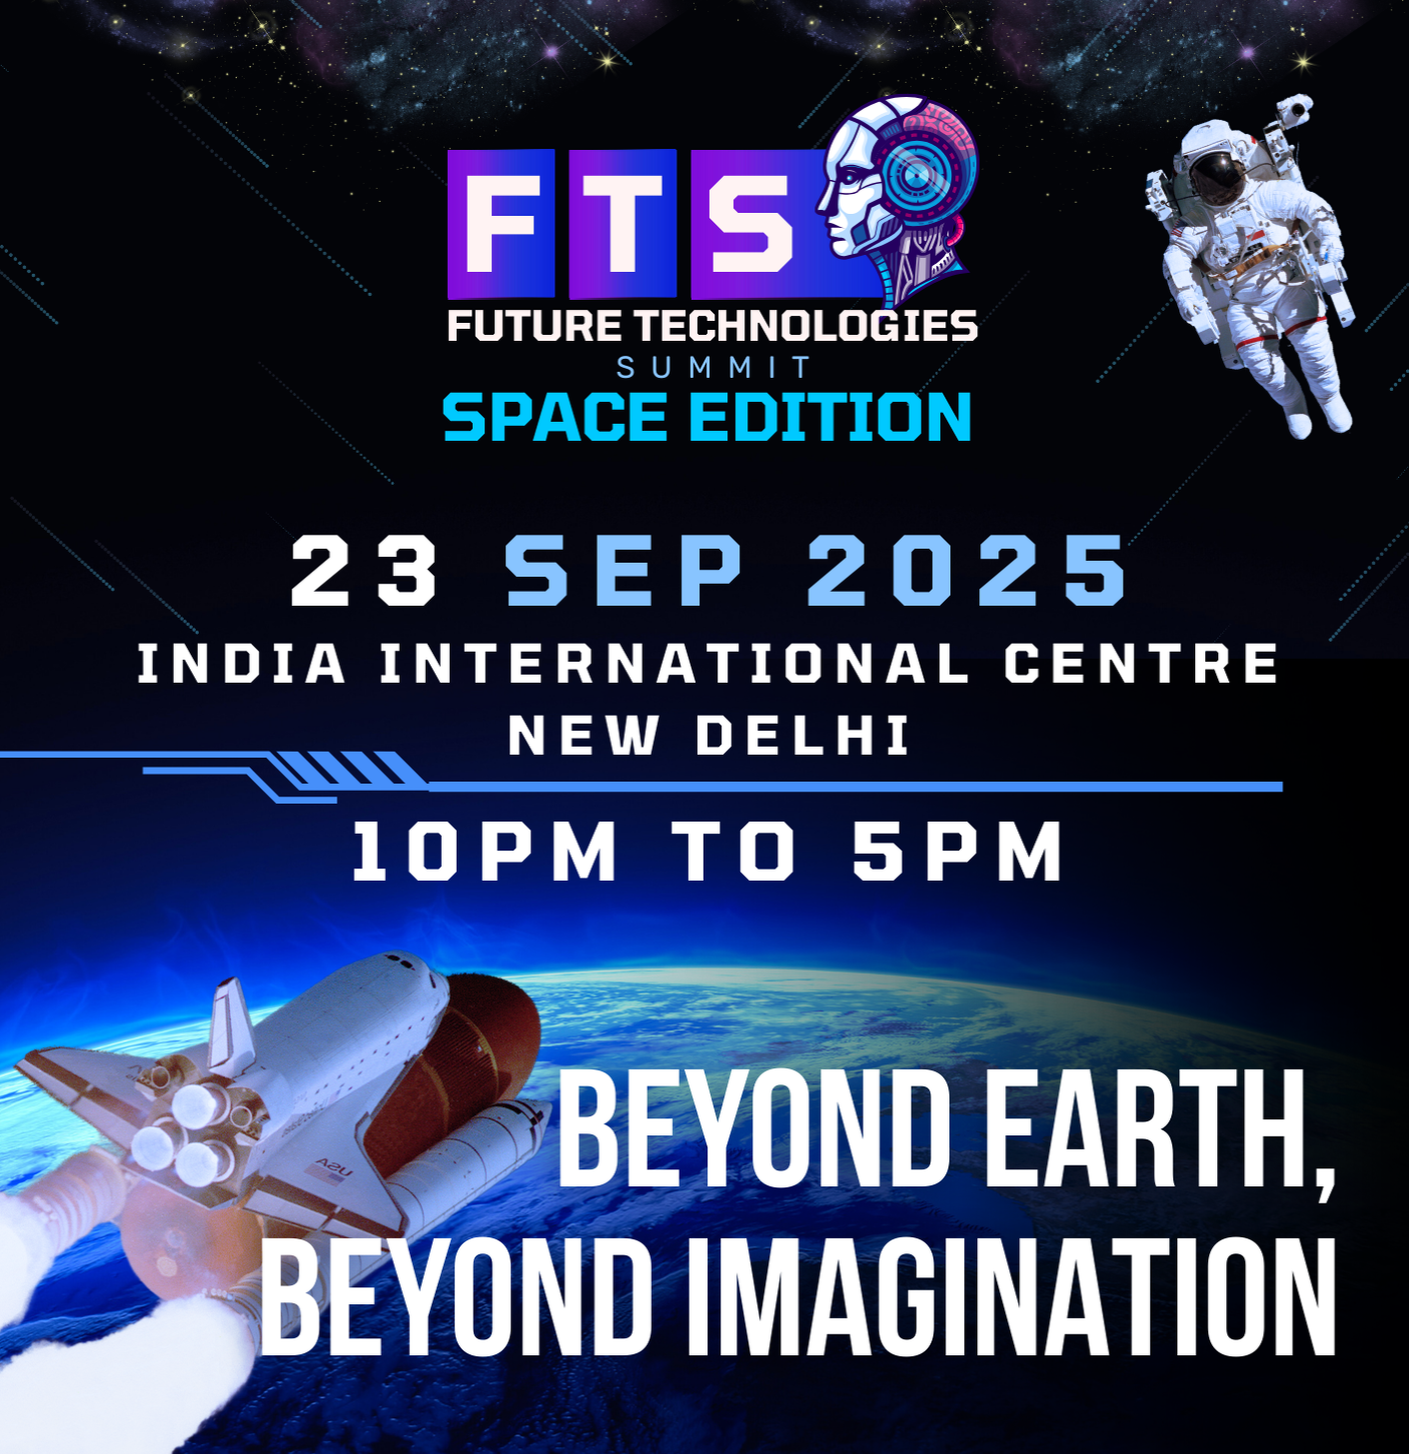 FTS
FUTURE TECHNOLOGIES
SUMMIT
SPACE EDITION
23 SEP 2025
INDIA INTERNATIONAL CENTRE
NEW DELHI
10PM TO 5PM
USA
BEYOND EARTH,
BEYOND IMAGINATION